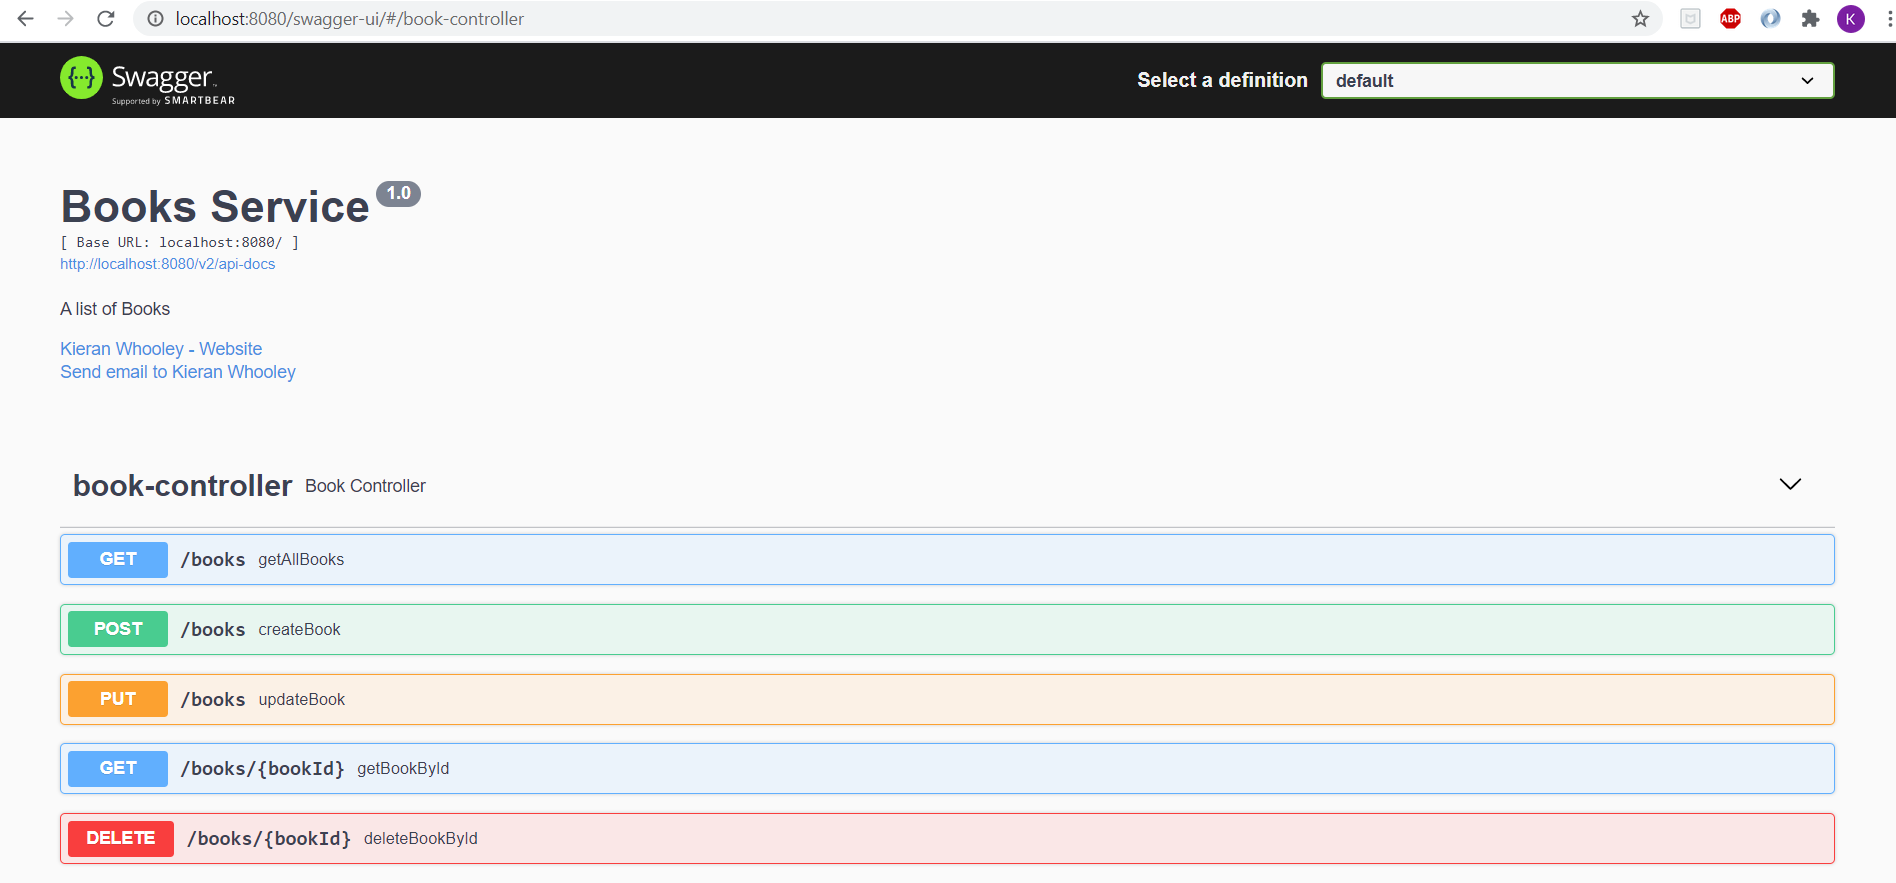 localhost:8080/swagger-ui/#/book-controller
ABP
K
{···} Swagger™
Supported by SMARTBEAR
Select a definition
default
Books Service 1.0
[ Base URL: localhost:8080/ ]
http://localhost:8080/v2/api-docs
A list of Books
Kieran Whooley - Website
Send email to Kieran Whooley
book-controller Book Controller
GET /books getAllBooks
POST /books createBook
PUT /books updateBook
GET /books/{bookId} getBookById
DELETE /books/{bookId} deleteBookById